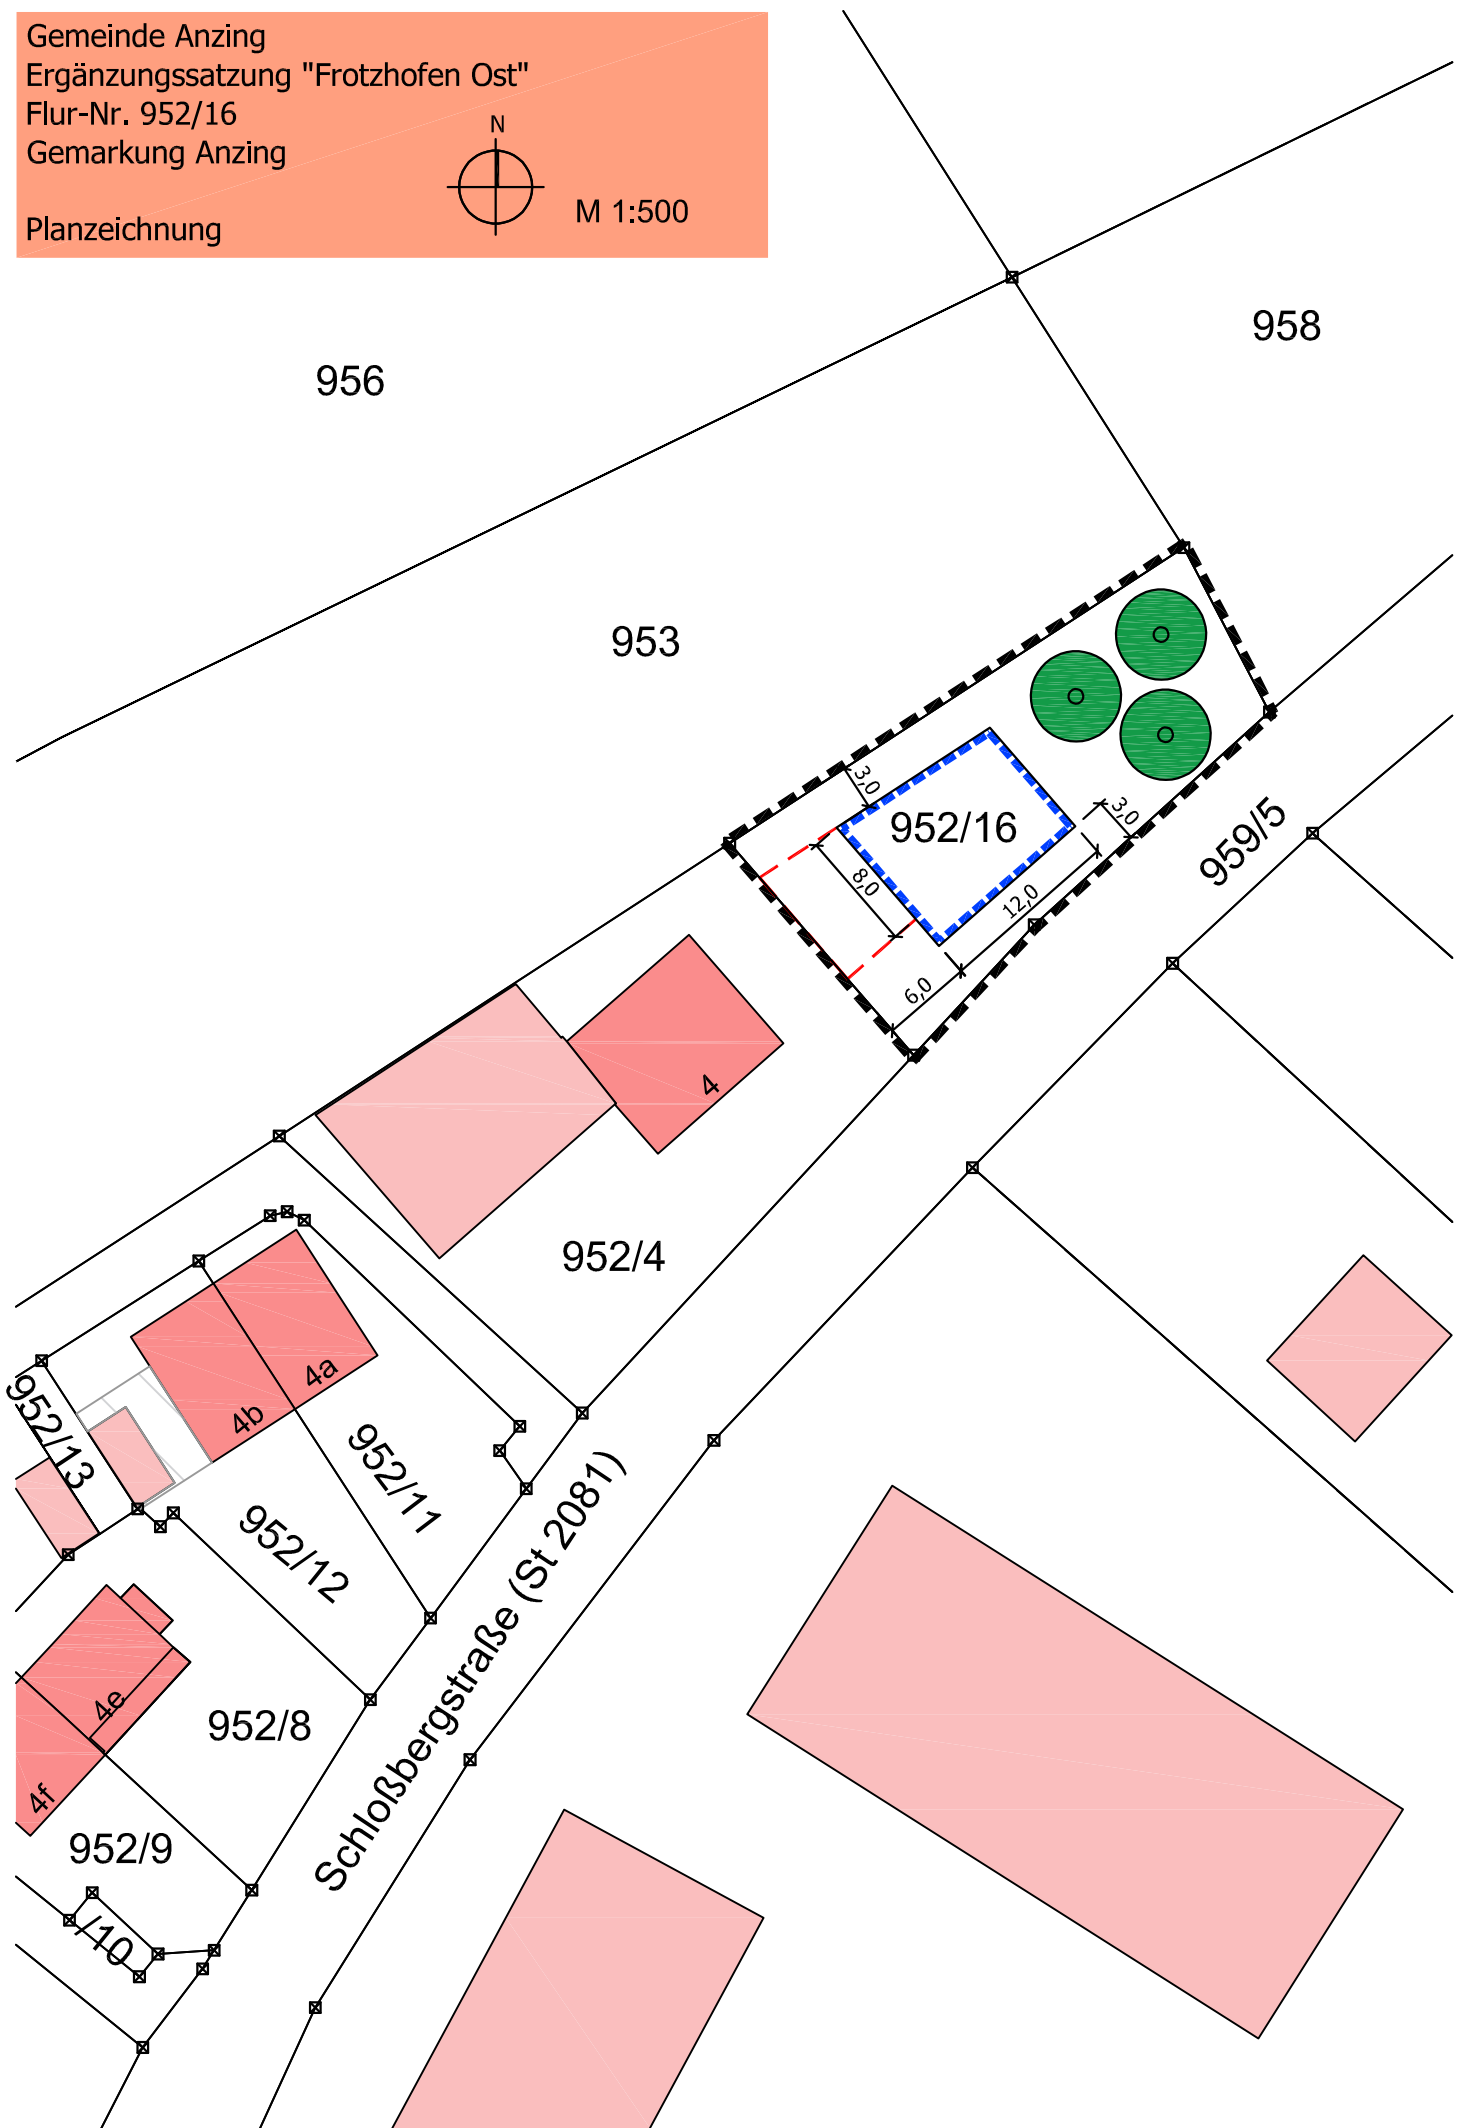 Gemeinde Anzing
Ergänzungssatzung "Frotzhofen Ost"
Flur-Nr. 952/16
Gemarkung Anzing
N
M 1:500
Planzeichnung
958
956
953
3,0
952/16
3,0
959/5
8,0
12,0
6,0
4
952/4
4a
4b
952/13
952/11
952/12
Schloßbergstraße (St 2081)
4e
952/8
4f
952/9
/10